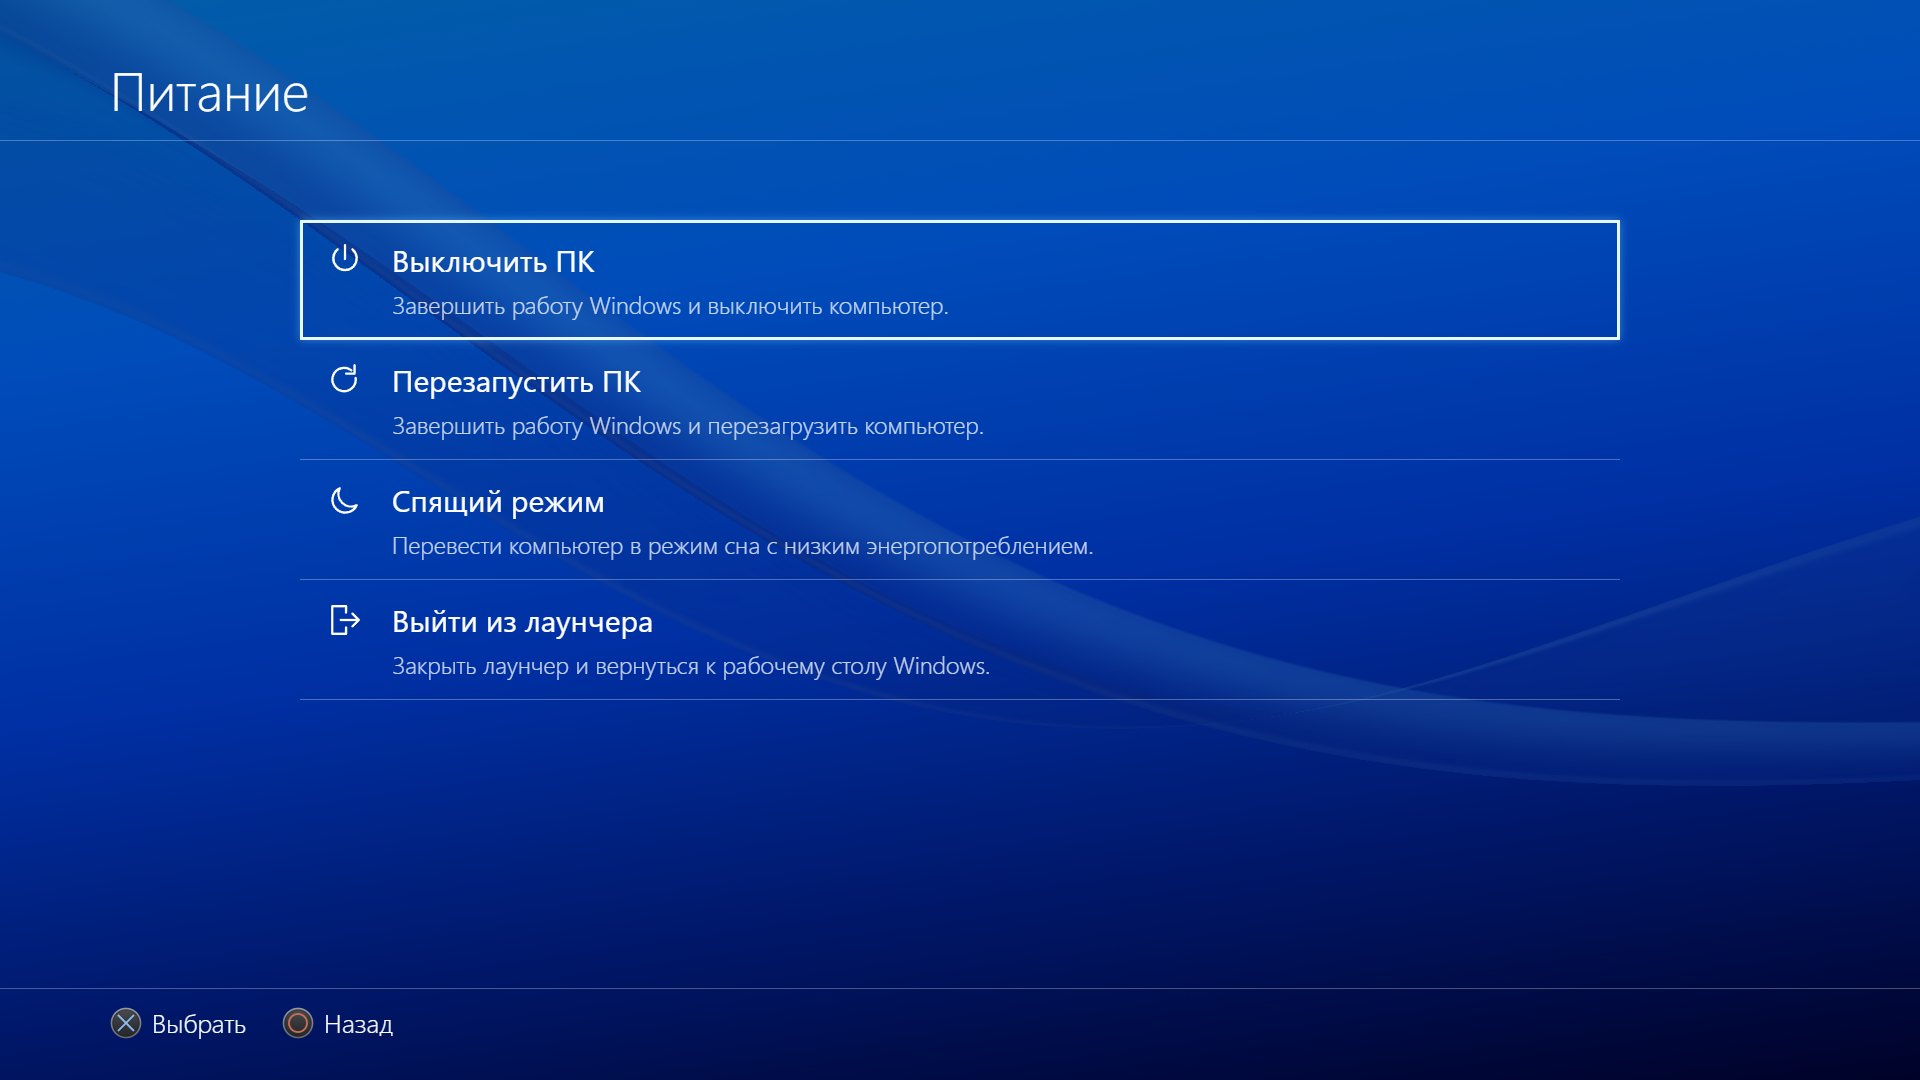 Питание
Выключить ПК
Завершить работу Windows и выключить компьютер.
Перезапустить ПК
Завершить работу Windows и перезагрузить компьютер.
Спящий режим
Перевести компьютер в режим сна с низким энергопотреблением.
Выйти из лаунчера
Закрыть лаунчер и вернуться к рабочему столу Windows.
Выбрать Назад